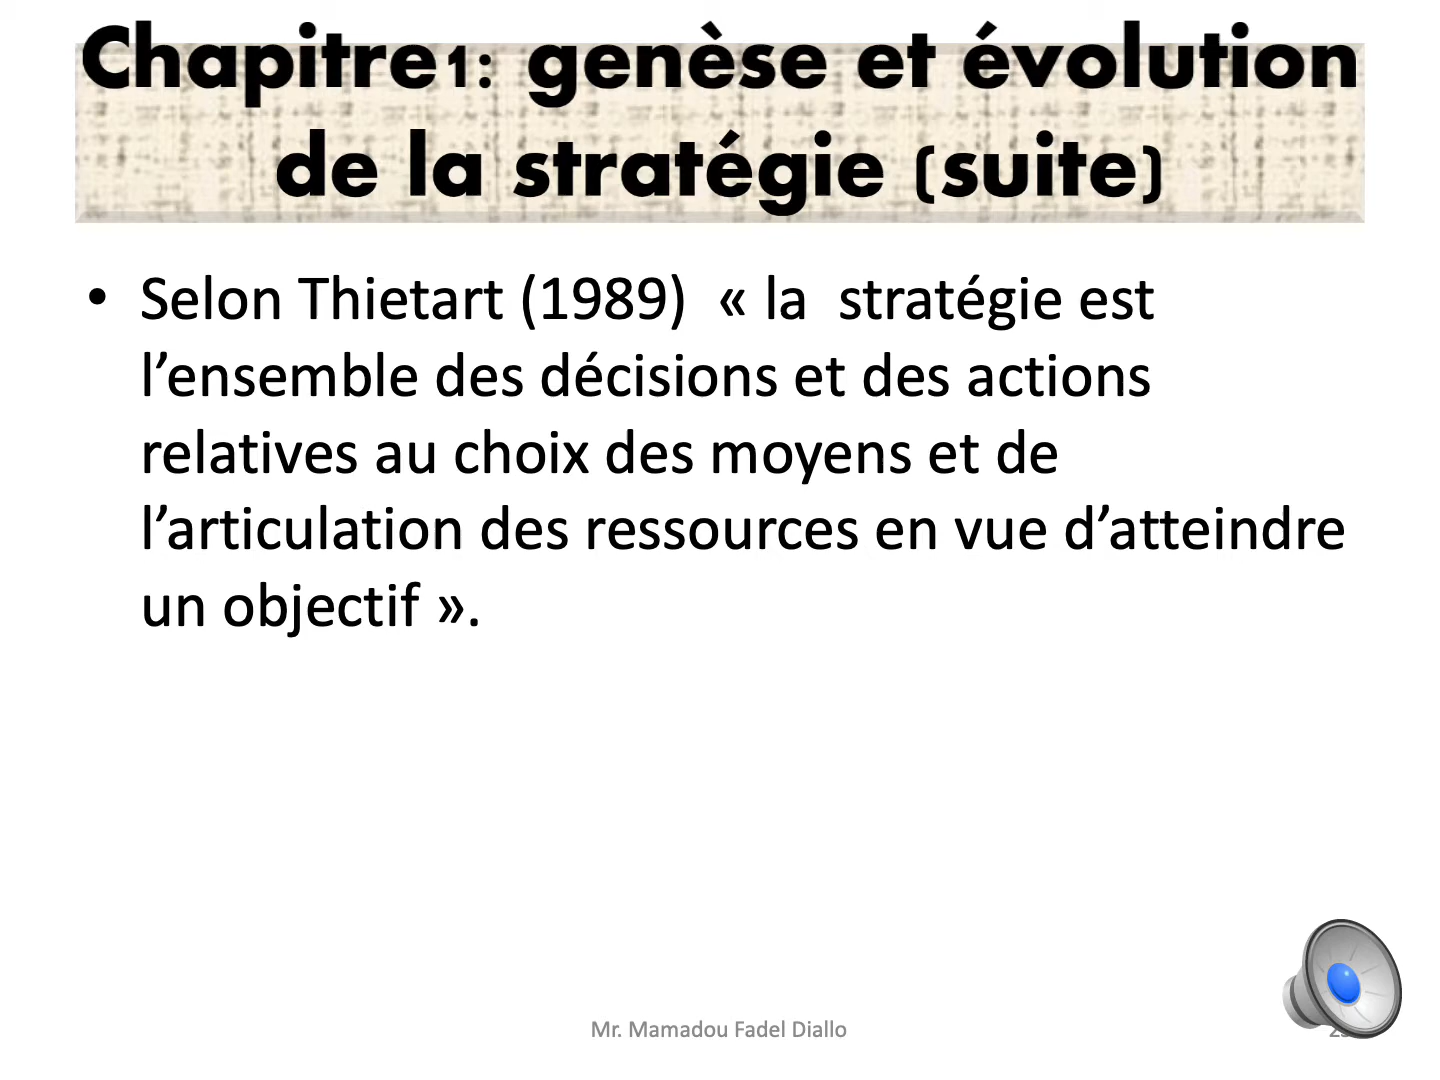 Chapitre1: genèse et évolution
de la stratégie (suite)
• Selon Thietart (1989)  « la  stratégie est
l’ensemble des décisions et des actions
relatives au choix des moyens et de
l’articulation des ressources en vue d’atteindre
un objectif ».
Mr. Mamadou Fadel Diallo